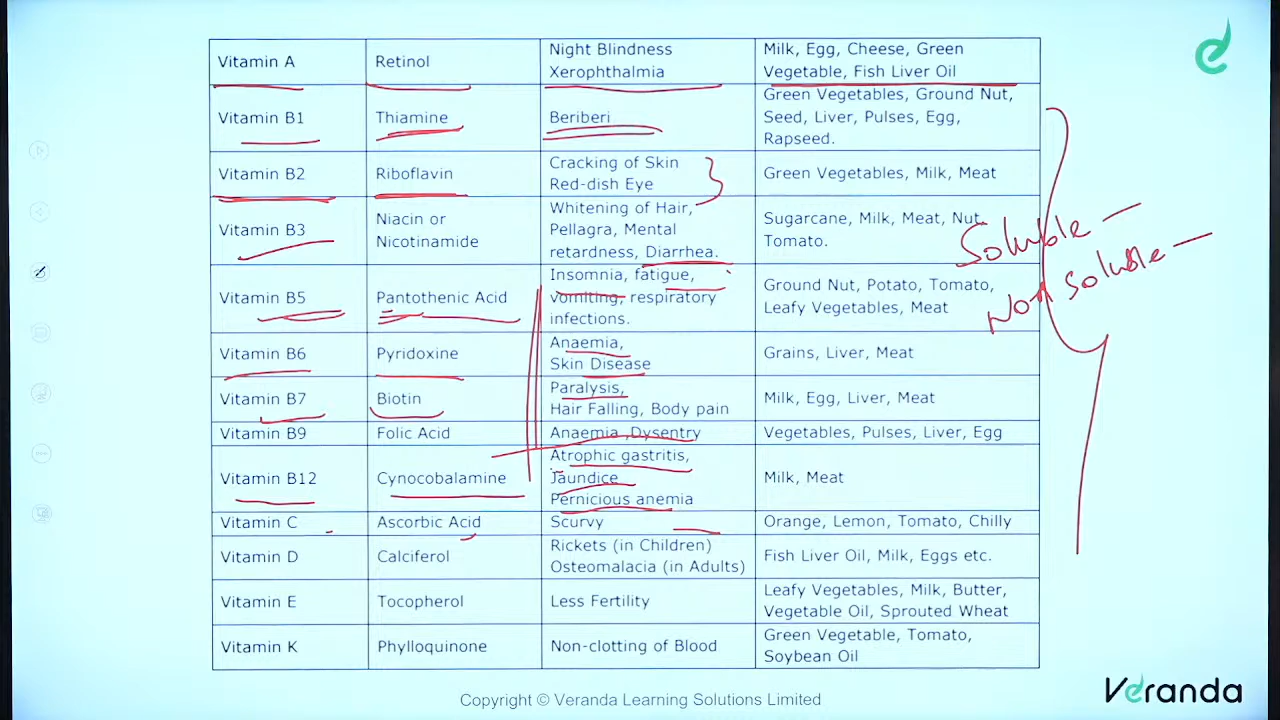 Vitamin A
Retinol
Night Blindness
Xerophthalmia
Milk, Egg, Cheese, Green
Vegetable, Fish Liver Oil
Vitamin B1
Thiamine
Beriberi
Green Vegetables, Ground Nut,
Seed, Liver, Pulses, Egg,
Rapseed.
Vitamin B2
Riboflavin
Cracking of Skin
Red-dish Eye
Green Vegetables, Milk, Meat
Vitamin B3
Niacin or
Nicotinamide
Whitening of Hair,
Pellagra, Mental
retardness, Diarrhea.
Sugarcane, Milk, Meat, Nut,
Tomato.
Vitamin B5
Pantothenic Acid
Insomnia, fatigue,
vomiting, respiratory
infections.
Ground Nut, Potato, Tomato,
Leafy Vegetables, Meat
Vitamin B6
Pyridoxine
Anaemia,
Skin Disease
Grains, Liver, Meat
Vitamin B7
Biotin
Paralysis,
Hair Falling, Body pain
Milk, Egg, Liver, Meat
Vitamin B9
Folic Acid
Anaemia ,Dysentry
Vegetables, Pulses, Liver, Egg
Vitamin B12
Cynocobalamine
Atrophic gastritis,
Jaundice
Pernicious anemia
Milk, Meat
Vitamin C
Ascorbic Acid
Scurvy
Orange, Lemon, Tomato, Chilly
Vitamin D
Calciferol
Rickets (in Children)
Osteomalacia (in Adults)
Fish Liver Oil, Milk, Eggs etc.
Vitamin E
Tocopherol
Less Fertility
Leafy Vegetables, Milk, Butter,
Vegetable Oil, Sprouted Wheat
Vitamin K
Phylloquinone
Non-clotting of Blood
Green Vegetable, Tomato,
Soybean Oil
Soluble —
Not soluble —
Copyright © Veranda Learning Solutions Limited
Veranda